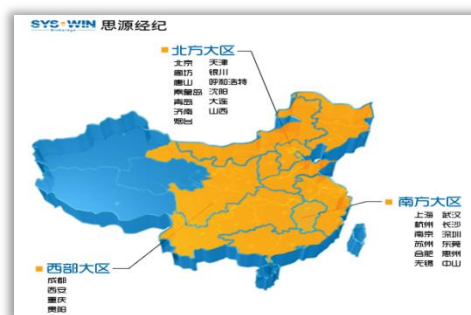 SYS·WIN 思源经纪
Brokerage
北方大区
北京 天津
廊坊 银川
唐山 呼和浩特
秦皇岛 沈阳
青岛 大连
济南 山西
烟台
南方大区
上海 武汉
杭州 长沙
南京 深圳
苏州 东莞
合肥 惠州
无锡 中山
西部大区
成都
西安
重庆
贵阳